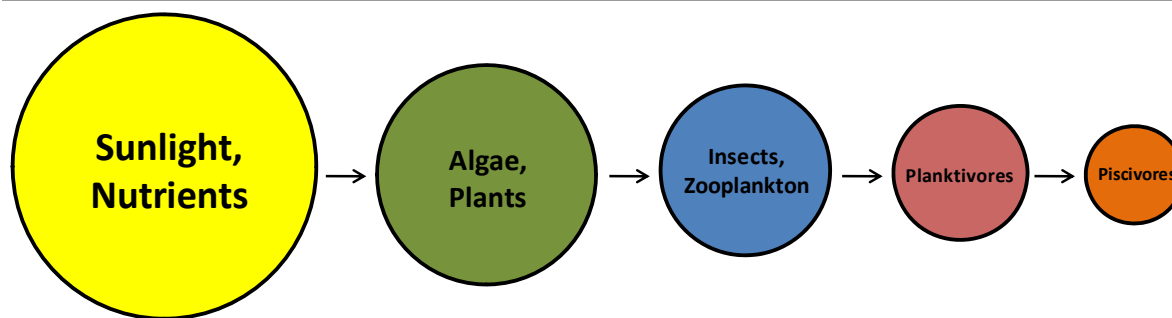 Sunlight,
Nutrients
Algae,
Plants
Insects,
Zooplankton
Planktivores
Piscivores